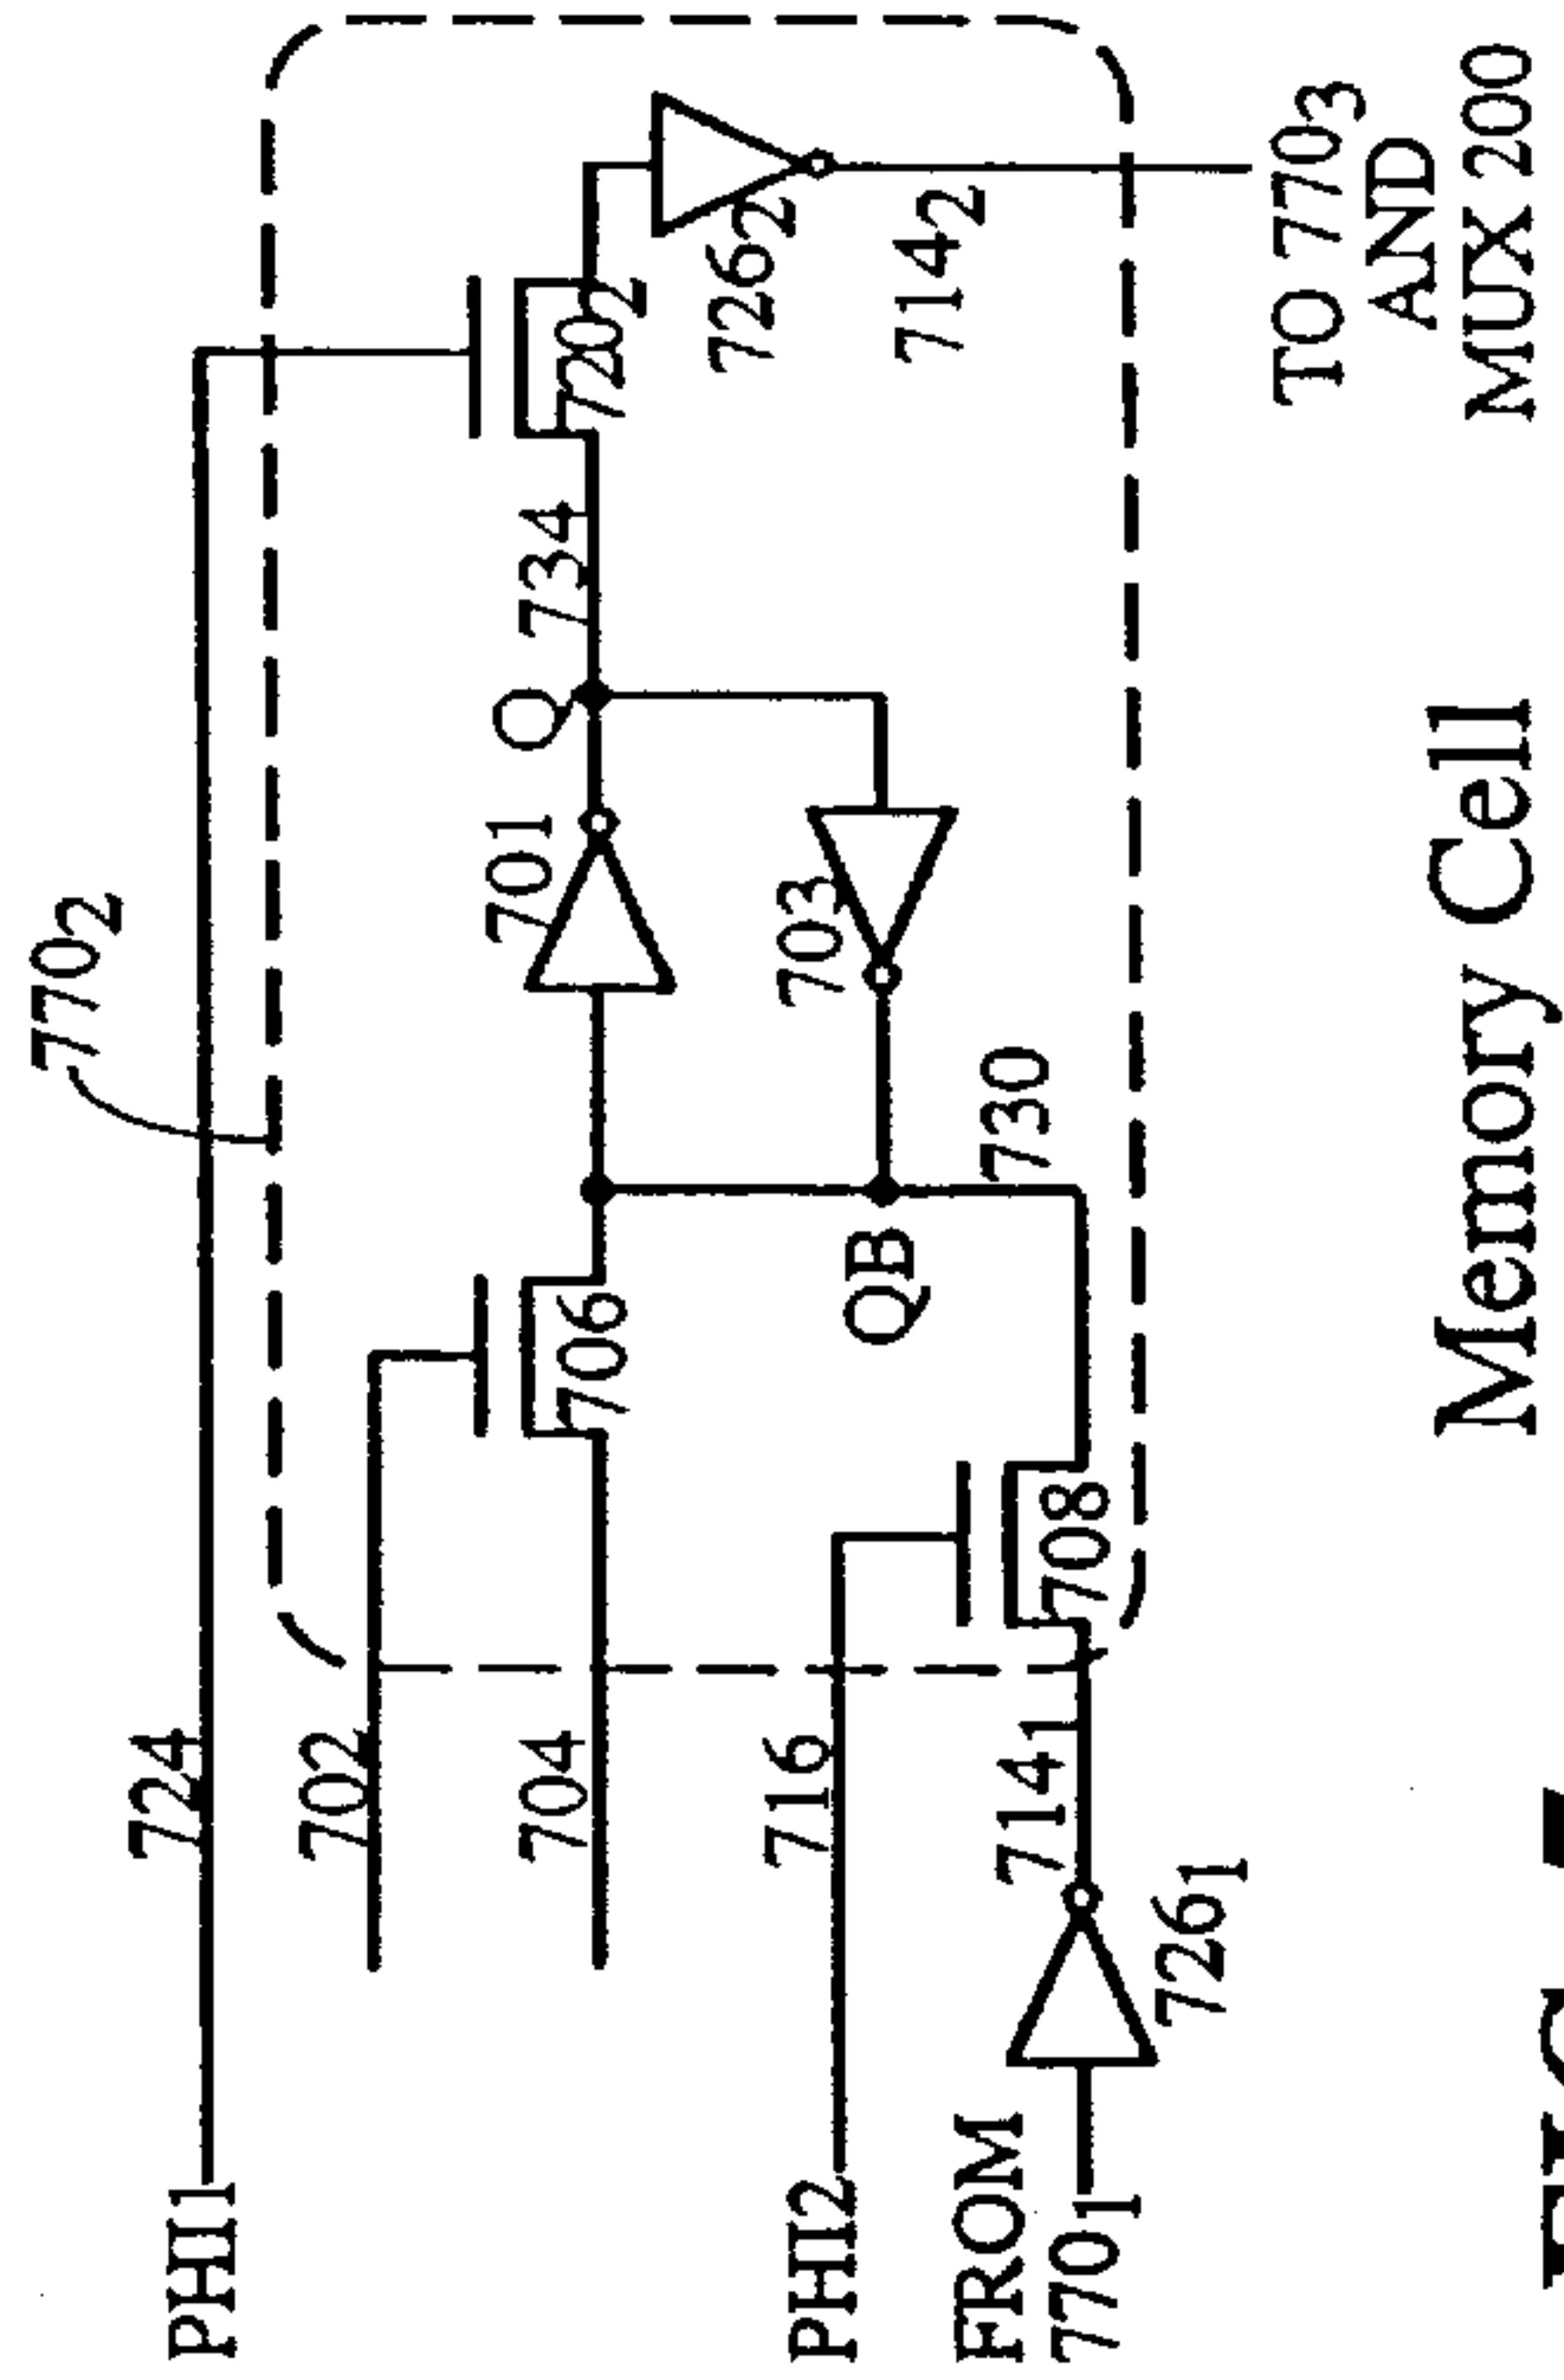 770₂
PHI1
724
702
701
Q
734
720₂
704
706
703
726₂
716
QB
PHI2
714₁
708
730
714₂
FROM
770₁
726₁
TO 770₃
AND
MUX 200
Memory Cell